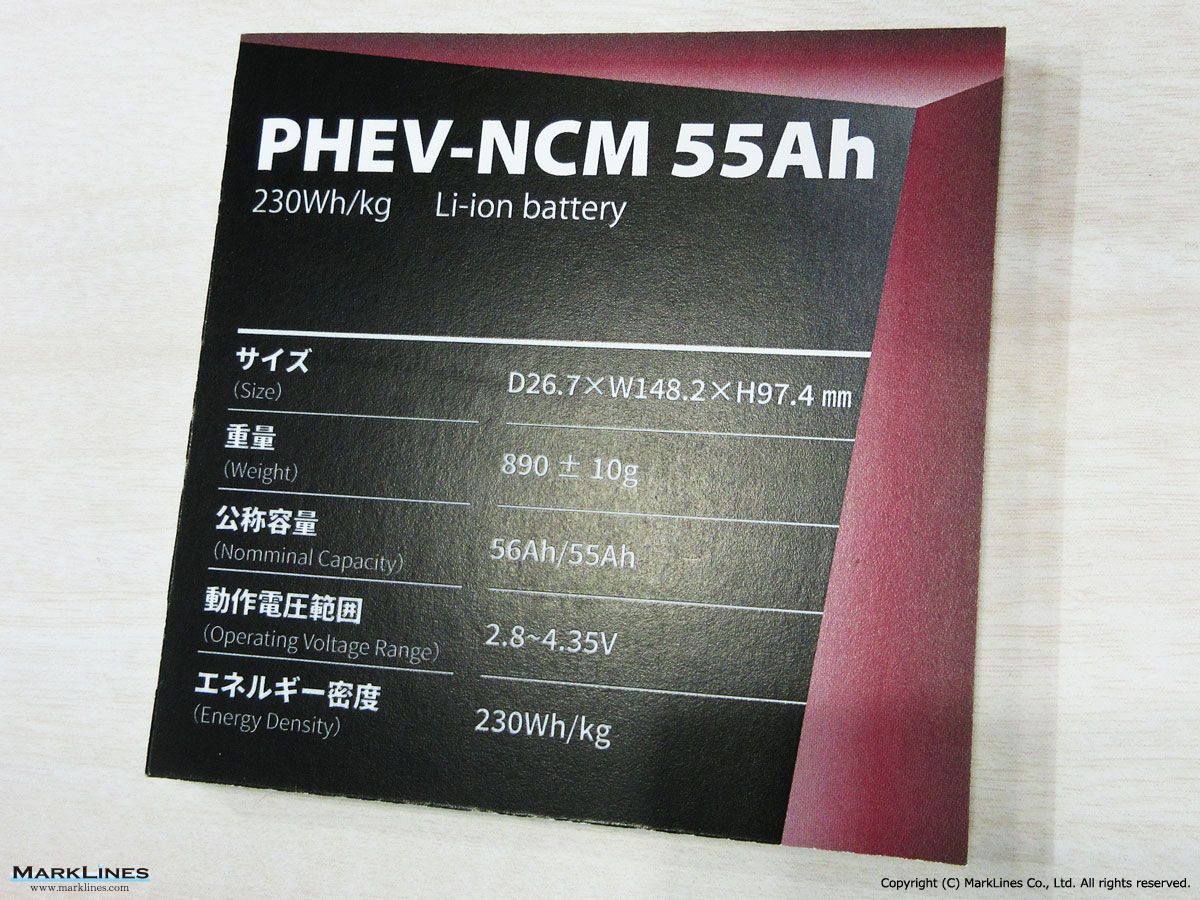 PHEV-NCM 55Ah
230Wh/kg Li-ion battery
サイズ
(Size)
D26.7×W148.2×H97.4 mm
重量
(Weight)
890 ± 10g
公称容量
(Nomminal Capacity)
56Ah/55Ah
動作電圧範囲
(Operating Voltage Range)
2.8~4.35V
エネルギー密度
(Energy Density)
230Wh/kg
MARKLINES
www.marklines.com
Copyright (C) MarkLines Co., Ltd. All rights reserved.